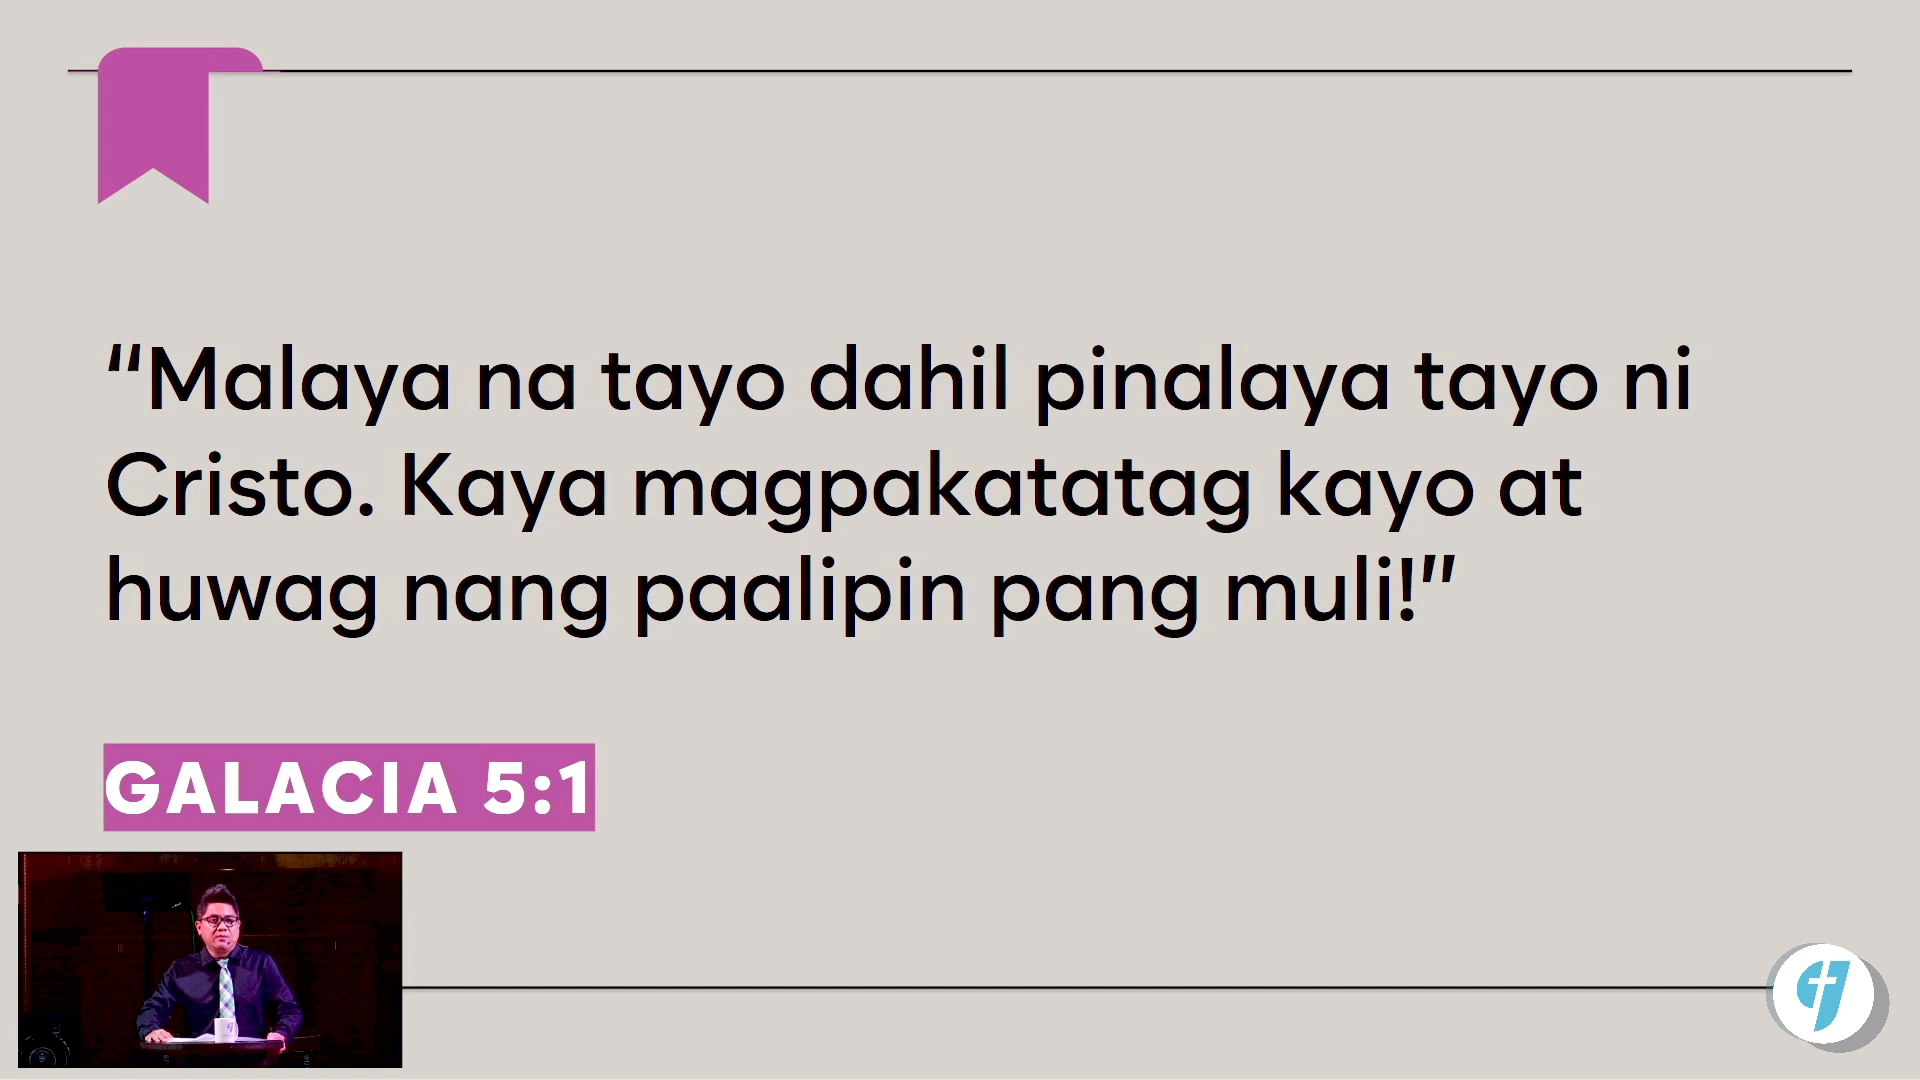 “Malaya na tayo dahil pinalaya tayo ni
Cristo. Kaya magpakatatag kayo at
huwag nang paalipin pang muli!”
GALACIA 5:1